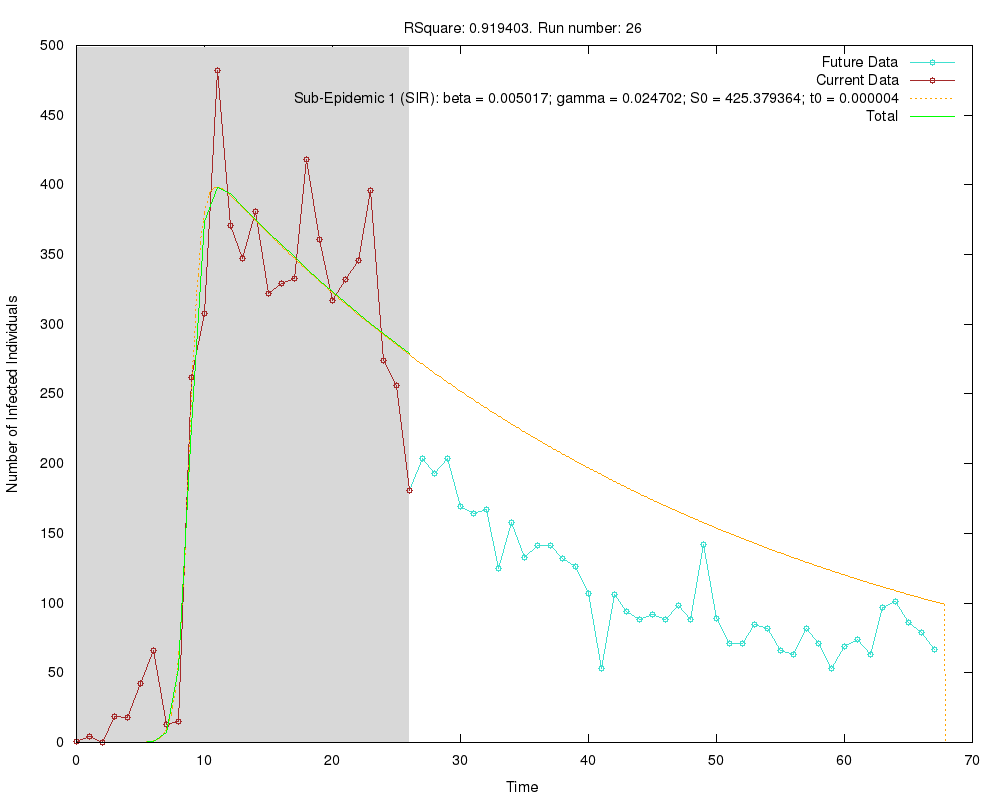 RSquare: 0.919403. Run number: 26
500
450
400
350
300
250
200
150
100
50
0
Number of Infected Individuals
Future Data
Current Data
Sub-Epidemic 1 (SIR): beta = 0.005017; gamma = 0.024702; S0 = 425.379364; t0 = 0.000004
Total
0 10 20 30 40 50 60 70
Time